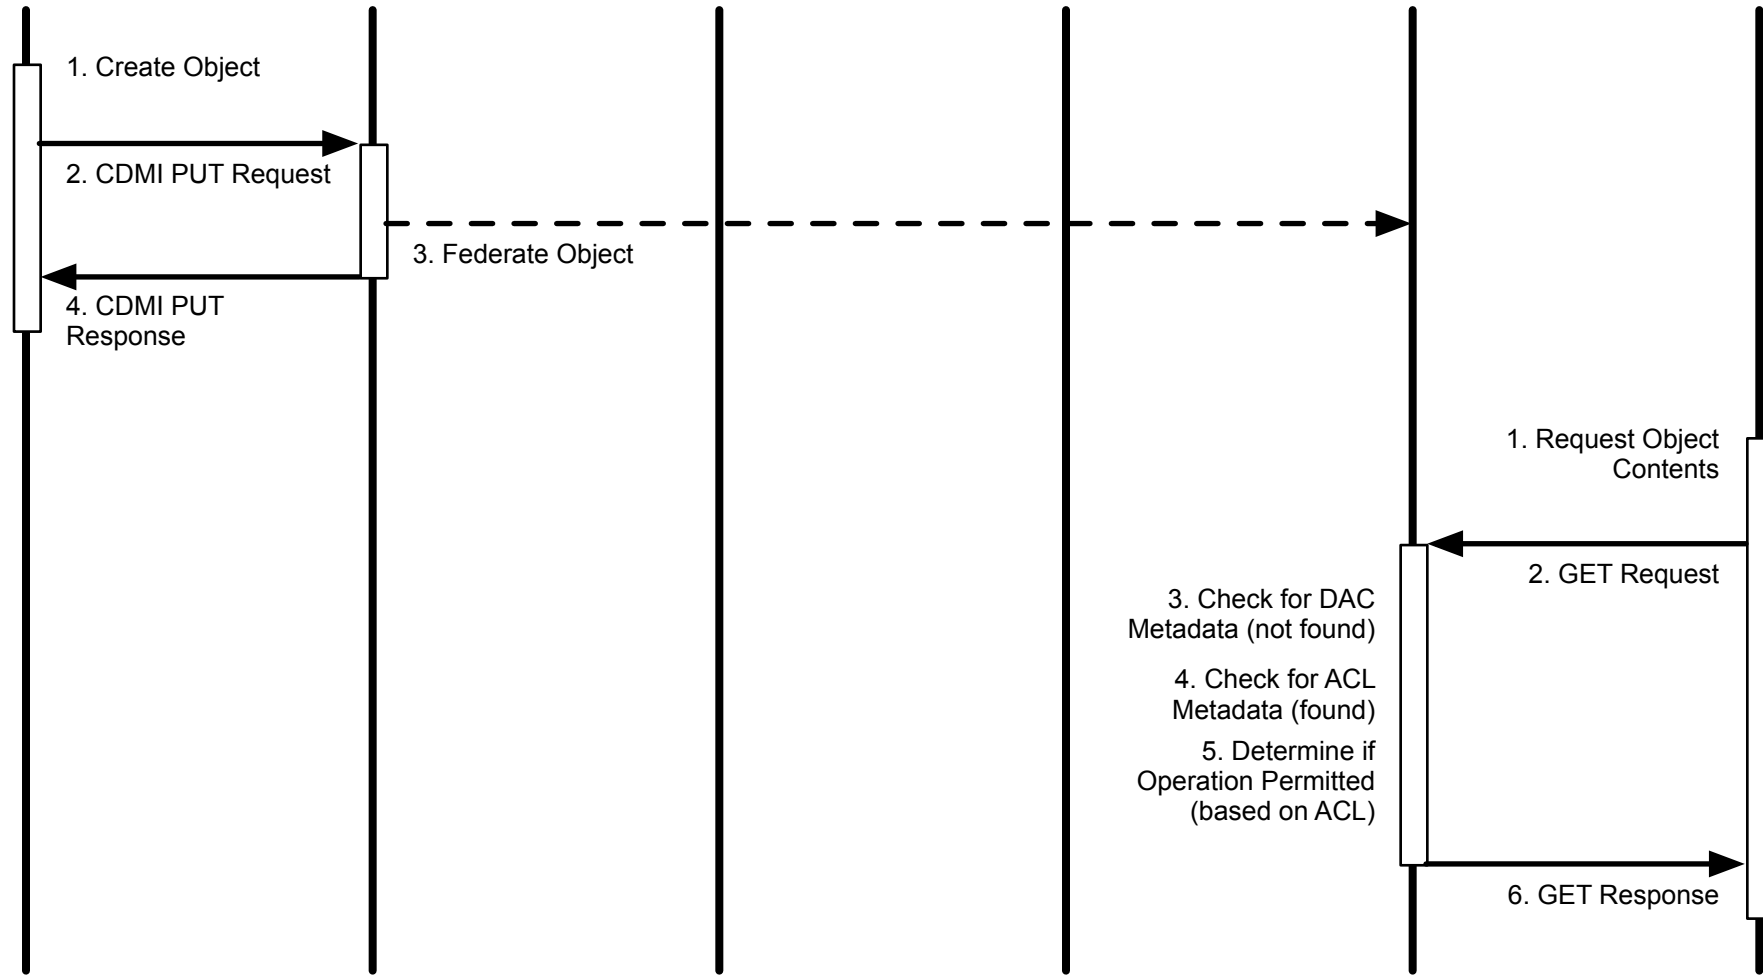 1. Create Object
2. CDMI PUT Request
3. Federate Object
4. CDMI PUT
Response
1. Request Object
Contents
2. GET Request
3. Check for DAC
Metadata (not found)
4. Check for ACL
Metadata (found)
5. Determine if
Operation Permitted
(based on ACL)
6. GET Response